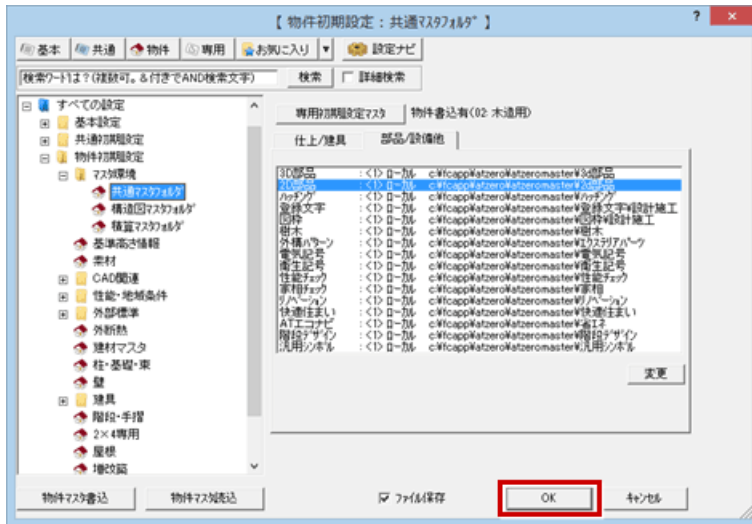 【 物件初期設定：共通ﾏｽﾀﾌｫﾙﾀﾞ 】
? ×
基本 共通 物件 専用 お気に入り ▼ 設定ナビ
検索ﾜｰﾄﾞは？(複数可。＆付きでAND検索文字) 検索 詳細検索
すべての設定
基本設定
共通初期設定
物件初期設定
ﾏｽﾀ環境
共通ﾏｽﾀﾌｫﾙﾀﾞ
構造図ﾏｽﾀﾌｫﾙﾀﾞ
積算ﾏｽﾀﾌｫﾙﾀﾞ
基準高さ情報
素材
CAD関連
性能･地域条件
外部標準
外断熱
建材マスタ
柱･基礎･束
壁
建具
階段･手摺
2×4専用
屋根
増改築
専用初期設定マスタ 物件書込有(02:木造用)
仕上/建具 部品/設備他
3D部品 : <1> ﾛｰｶﾙ c:¥fcapp¥atzero¥atzeromaster¥3d部品
2D部品 : <1> ﾛｰｶﾙ c:¥fcapp¥atzero¥atzeromaster¥2d部品
ﾊｯﾁﾝｸﾞ : <1> ﾛｰｶﾙ c:¥fcapp¥atzero¥atzeromaster¥ﾊｯﾁﾝｸﾞ
登録文字 : <1> ﾛｰｶﾙ c:¥fcapp¥atzero¥atzeromaster¥登録文字¥設計施工
図枠 : <1> ﾛｰｶﾙ c:¥fcapp¥atzero¥atzeromaster¥図枠¥設計施工
樹木 : <1> ﾛｰｶﾙ c:¥fcapp¥atzero¥atzeromaster¥樹木
外構ﾊﾟﾀｰﾝ : <1> ﾛｰｶﾙ c:¥fcapp¥atzero¥atzeromaster¥ｴｸｽﾃﾘｱﾊﾟｰﾂ
電気記号 : <1> ﾛｰｶﾙ c:¥fcapp¥atzero¥atzeromaster¥電気記号
衛生記号 : <1> ﾛｰｶﾙ c:¥fcapp¥atzero¥atzeromaster¥衛生記号
性能ﾁｪｯｸ : <1> ﾛｰｶﾙ c:¥fcapp¥atzero¥atzeromaster¥性能ﾁｪｯｸ
家相ﾁｪｯｸ : <1> ﾛｰｶﾙ c:¥fcapp¥atzero¥atzeromaster¥家相
ﾘﾉﾍﾞｰｼｮﾝ : <1> ﾛｰｶﾙ c:¥fcapp¥atzero¥atzeromaster¥ﾘﾉﾍﾞｰｼｮﾝ
快適住まい : <1> ﾛｰｶﾙ c:¥fcapp¥atzero¥atzeromaster¥快適住まい
ATエコナビ : <1> ﾛｰｶﾙ c:¥fcapp¥atzero¥atzeromaster¥省エネ
階段ﾃﾞｻﾞｲﾝ : <1> ﾛｰｶﾙ c:¥fcapp¥atzero¥atzeromaster¥階段ﾃﾞｻﾞｲﾝ
汎用ｼﾝﾎﾞﾙ : <1> ﾛｰｶﾙ c:¥fcapp¥atzero¥atzeromaster¥汎用ｼﾝﾎﾞﾙ
変更
物件マスタ書込 物件マスタ読込 ﾌｧｲﾙ保存 OK ｷｬﾝｾﾙ